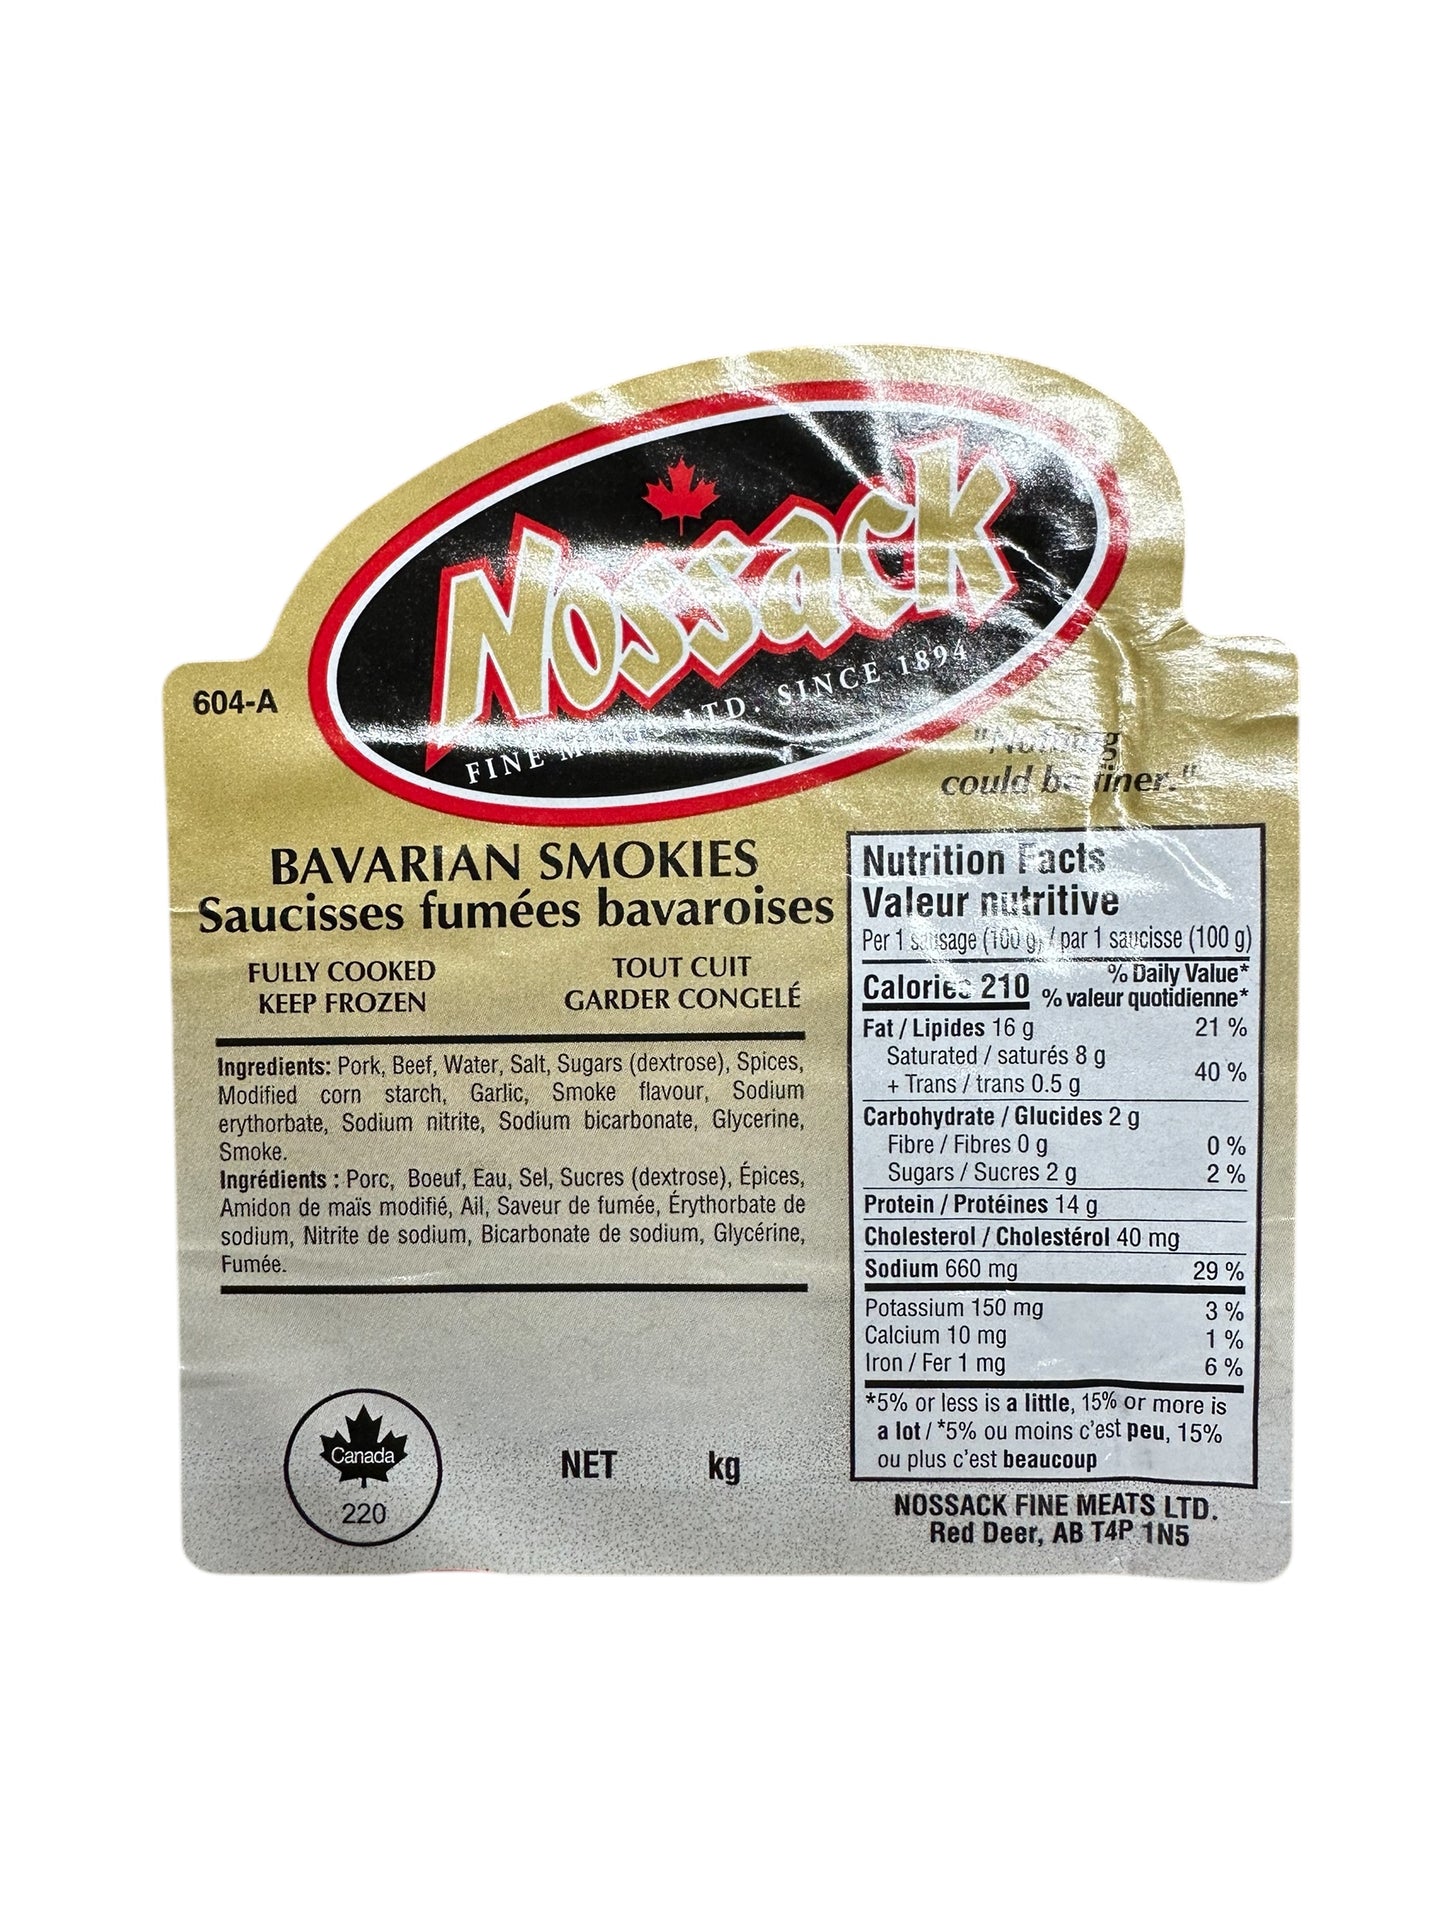 Nossack
FINE MEATS LTD. SINCE 1894
604-A
"Nothing
could be finer."
BAVARIAN SMOKIES
Saucisses fumées bavaroises
FULLY COOKED
KEEP FROZEN
TOUT CUIT
GARDER CONGELÉ
Ingredients: Pork, Beef, Water, Salt, Sugars (dextrose), Spices,
Modified corn starch, Garlic, Smoke flavour, Sodium
erythorbate, Sodium nitrite, Sodium bicarbonate, Glycerine,
Smoke.
Ingrédients : Porc, Boeuf, Eau, Sel, Sucres (dextrose), Épices,
Amidon de maïs modifié, Ail, Saveur de fumée, Érythorbate de
sodium, Nitrite de sodium, Bicarbonate de sodium, Glycérine,
Fumée.
Canada
220
NET kg
Nutrition Facts
Valeur nutritive
Per 1 sausage (100 g) / par 1 saucisse (100 g)
Calories 210
% Daily Value*
% valeur quotidienne*
Fat / Lipides 16 g 21 %
Saturated / saturés 8 g
+ Trans / trans 0.5 g 40 %
Carbohydrate / Glucides 2 g
Fibre / Fibres 0 g 0 %
Sugars / Sucres 2 g 2 %
Protein / Protéines 14 g
Cholesterol / Cholestérol 40 mg
Sodium 660 mg 29 %
Potassium 150 mg 3 %
Calcium 10 mg 1 %
Iron / Fer 1 mg 6 %
*5% or less is a little, 15% or more is
a lot / *5% ou moins c'est peu, 15%
ou plus c'est beaucoup
NOSSACK FINE MEATS LTD.
Red Deer, AB T4P 1N5